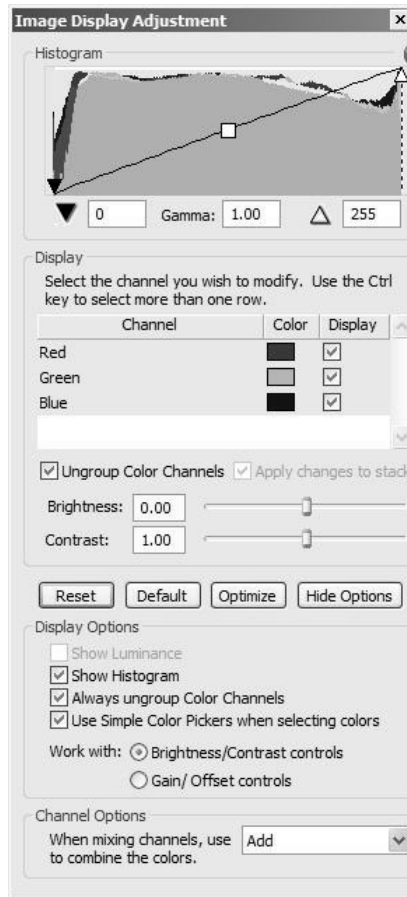 Image Display Adjustment
Histogram
0 Gamma: 1.00 255
Display
Select the channel you wish to modify. Use the Ctrl
key to select more than one row.
Channel Color Display
Red
Green
Blue
Ungroup Color Channels Apply changes to stack
Brightness: 0.00
Contrast: 1.00
Reset Default Optimize Hide Options
Display Options
Show Luminance
Show Histogram
Always ungroup Color Channels
Use Simple Color Pickers when selecting colors
Work with: Brightness/Contrast controls
Gain/ Offset controls
Channel Options
When mixing channels, use Add
to combine the colors.